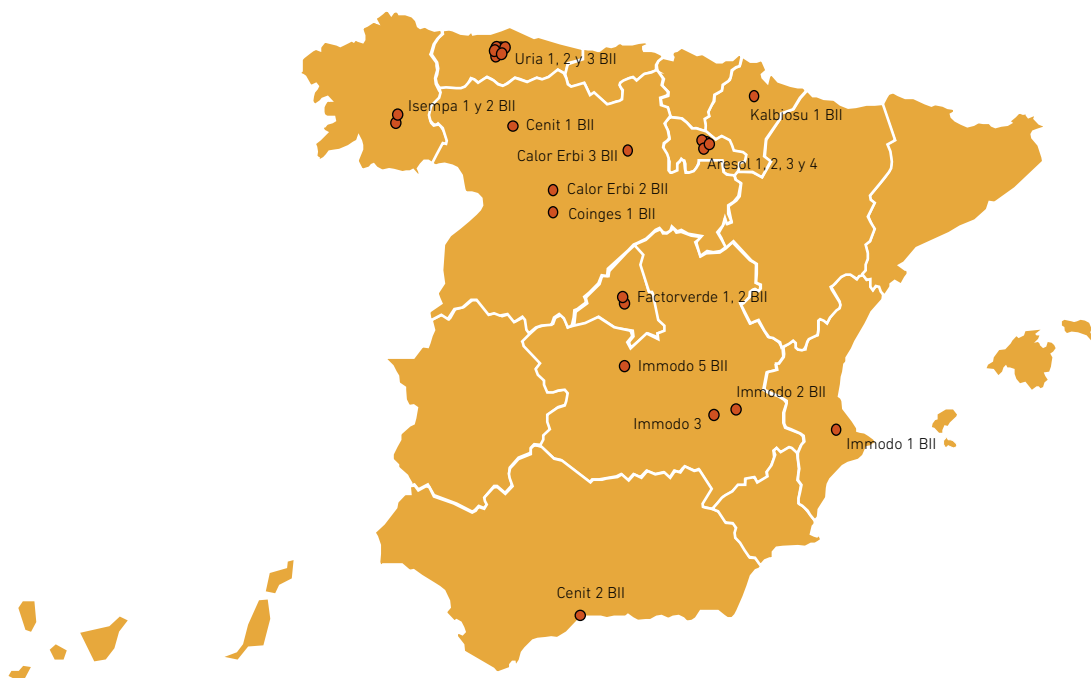 Uria 1, 2 y 3 BII
Isempa 1 y 2 BII
Kalbiosu 1 BII
Cenit 1 BII
Calor Erbi 3 BII
Aresol 1, 2, 3 y 4
Calor Erbi 2 BII
Coinges 1 BII
Factorverde 1, 2 BII
Immodo 5 BII
Immodo 2 BII
Immodo 3
Immodo 1 BII
Cenit 2 BII